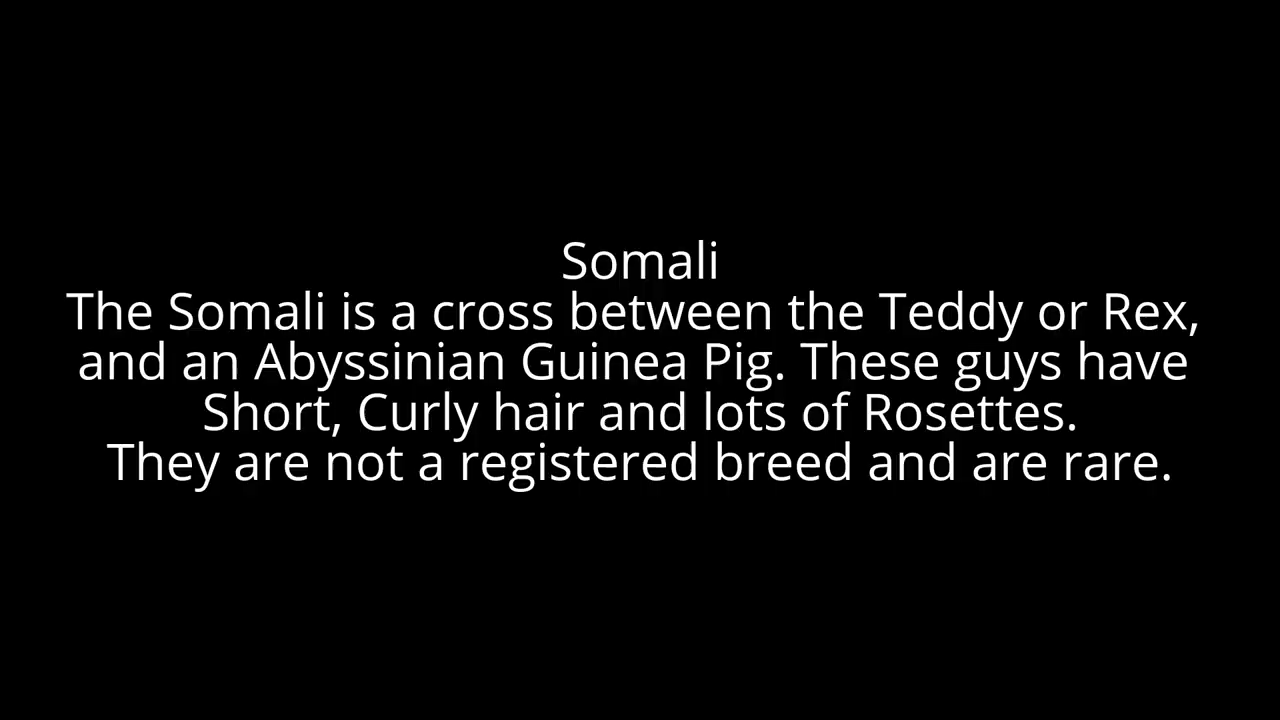 Somali
The Somali is a cross between the Teddy or Rex,
and an Abyssinian Guinea Pig. These guys have
Short, Curly hair and lots of Rosettes.
They are not a registered breed and are rare.